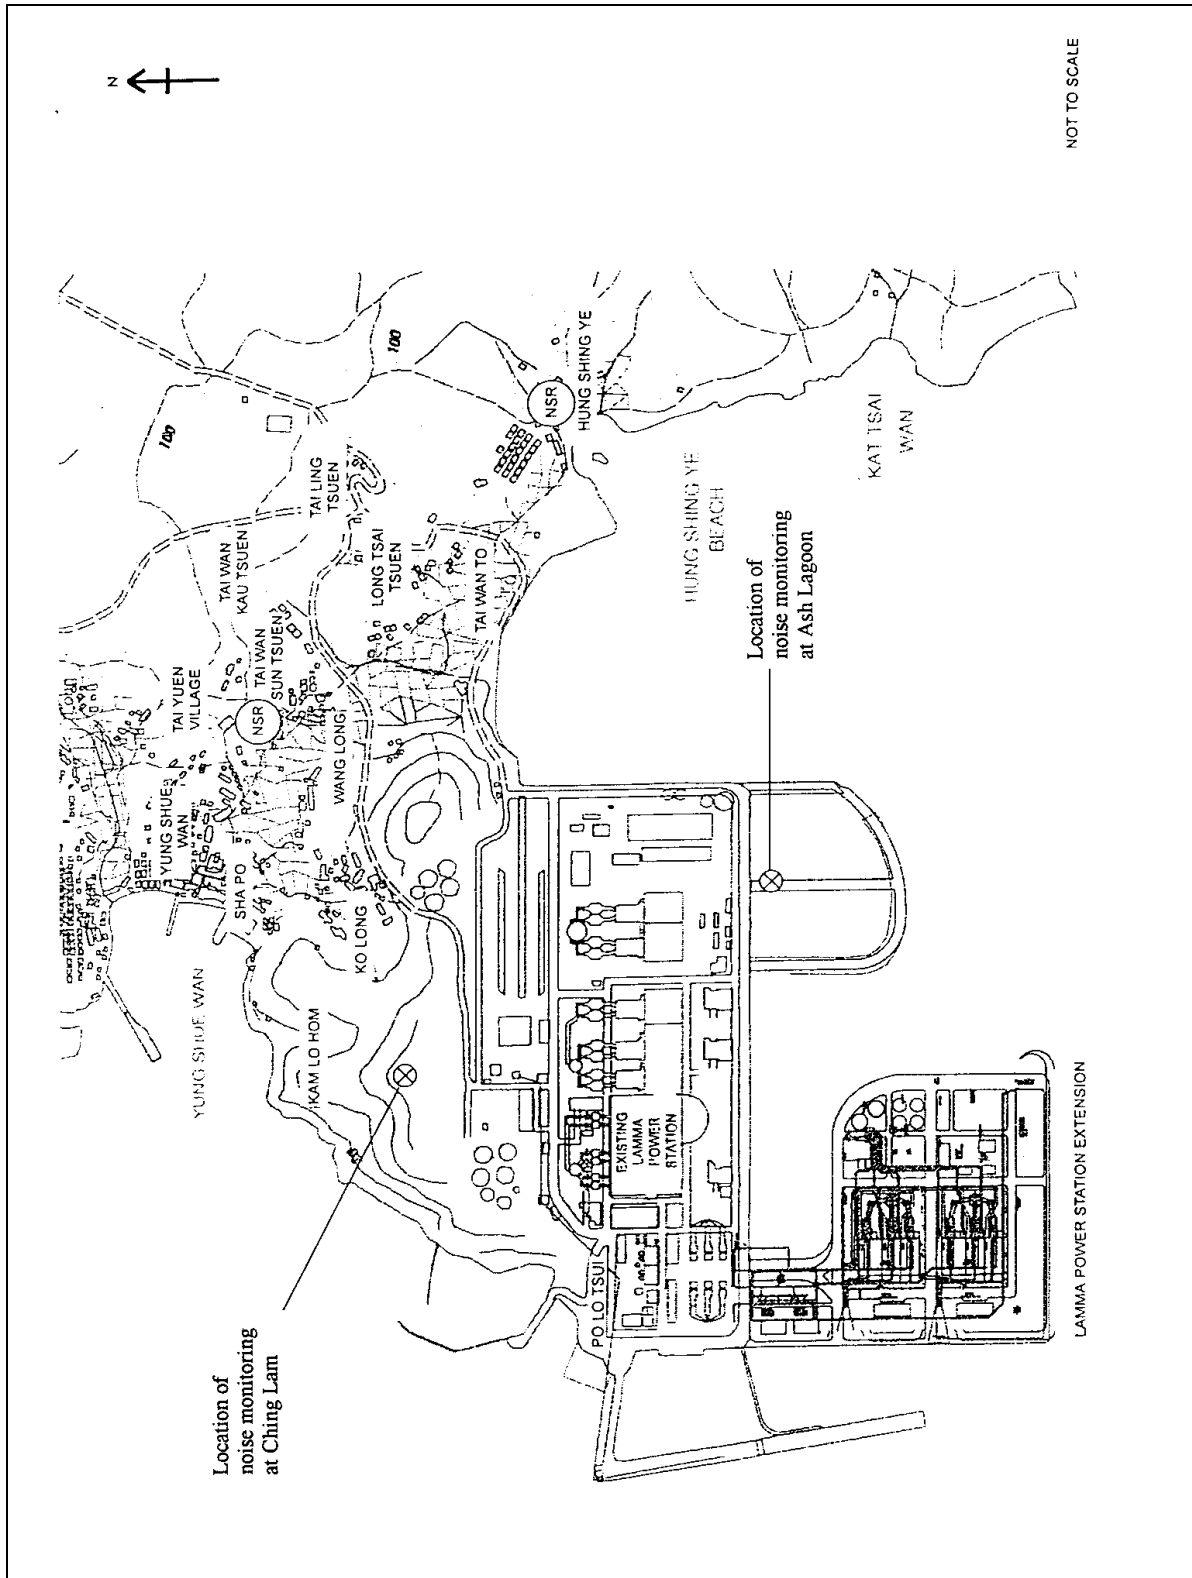 N
NOT TO SCALE
100
100
TAI LING
TSUEN
TAI WAN
KAU TSUEN
TAI YUEN
VILLAGE
TAI WAN
SUN TSUEN
LONG TSAI
TSUEN
TAI WAN TO
NSR
HUNG SHING YE
HUNG SHING YE
BEACH
KAT TSAI
WAN
NSR
YUNG SHUE
WAN
WANG LONG
SHA PO
KO LONG
YUNG SHUE WAN
KAM LO HOM
Location of
noise monitoring
at Ash Lagoon
EXISTING
LAMMA
POWER
STATION
PO LO TSUI
Location of
noise monitoring
at Ching Lam
LAMMA POWER STATION EXTENSION